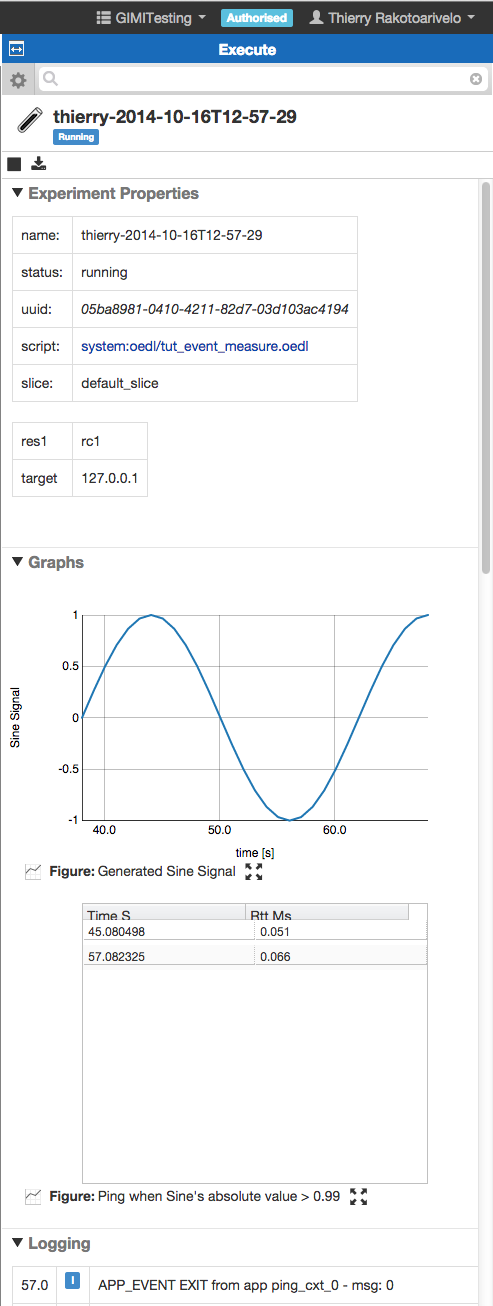 GIMITesting Authorised Thierry Rakotoarivelo
Execute
thierry-2014-10-16T12-57-29
Running
Experiment Properties
name: thierry-2014-10-16T12-57-29
status: running
uuid: 05ba8981-0410-4211-82d7-03d103ac4194
script: system:oedl/tut_event_measure.oedl
slice: default_slice
res1 rc1
target 127.0.0.1
Graphs
1
0.5
0
-0.5
-1
Sine Signal
40.0 50.0 60.0
time [s]
Figure: Generated Sine Signal
Time S Rtt Ms
45.080498 0.051
57.082325 0.066
Figure: Ping when Sine's absolute value > 0.99
Logging
57.0 I APP_EVENT EXIT from app ping_cxt_0 - msg: 0